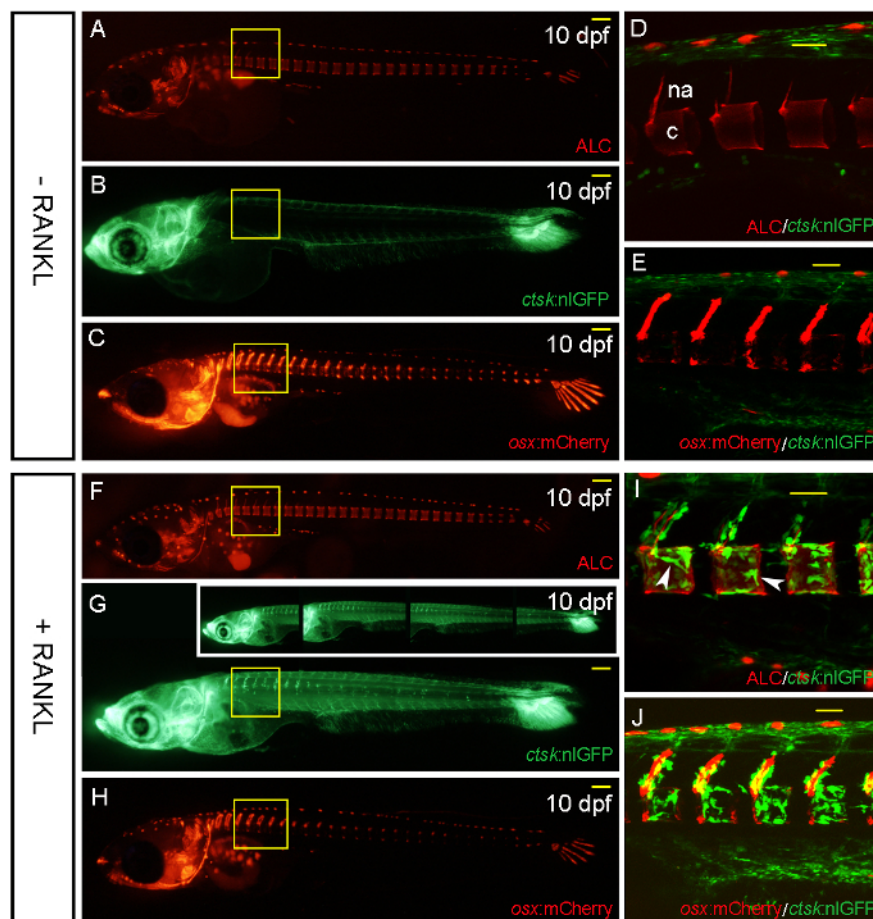 - RANKL
A
10 dpf
ALC
B
10 dpf
ctsk:nlGFP
C
10 dpf
osx:mCherry
D
na
c
ALC/ctsk:nlGFP
E
osx:mCherry/ctsk:nlGFP
+ RANKL
F
10 dpf
ALC
G
10 dpf
ctsk:nlGFP
H
10 dpf
osx:mCherry
I
ALC/ctsk:nlGFP
J
osx:mCherry/ctsk:nlGFP